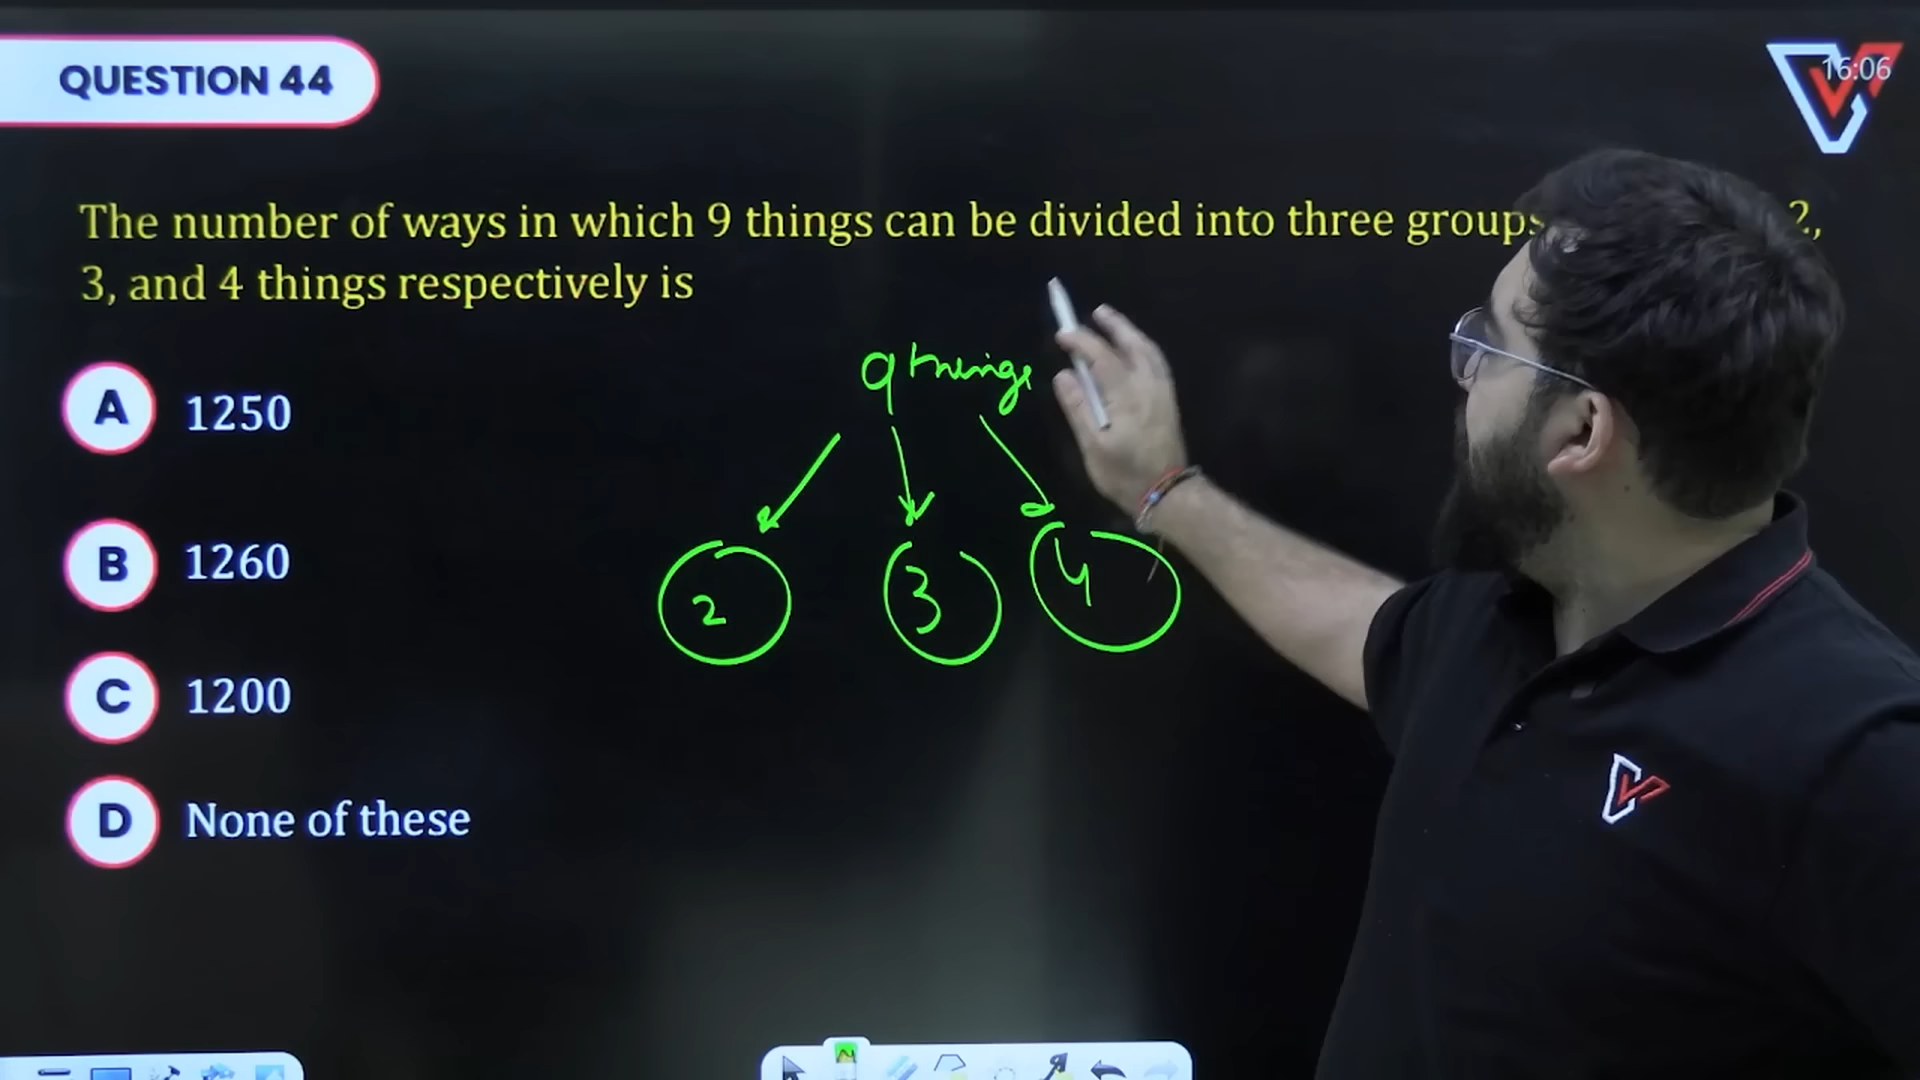 QUESTION 44
16:06
The number of ways in which 9 things can be divided into three groups 2,
3, and 4 things respectively is
9 things
A 1250
2 3 4
B 1260
C 1200
D None of these